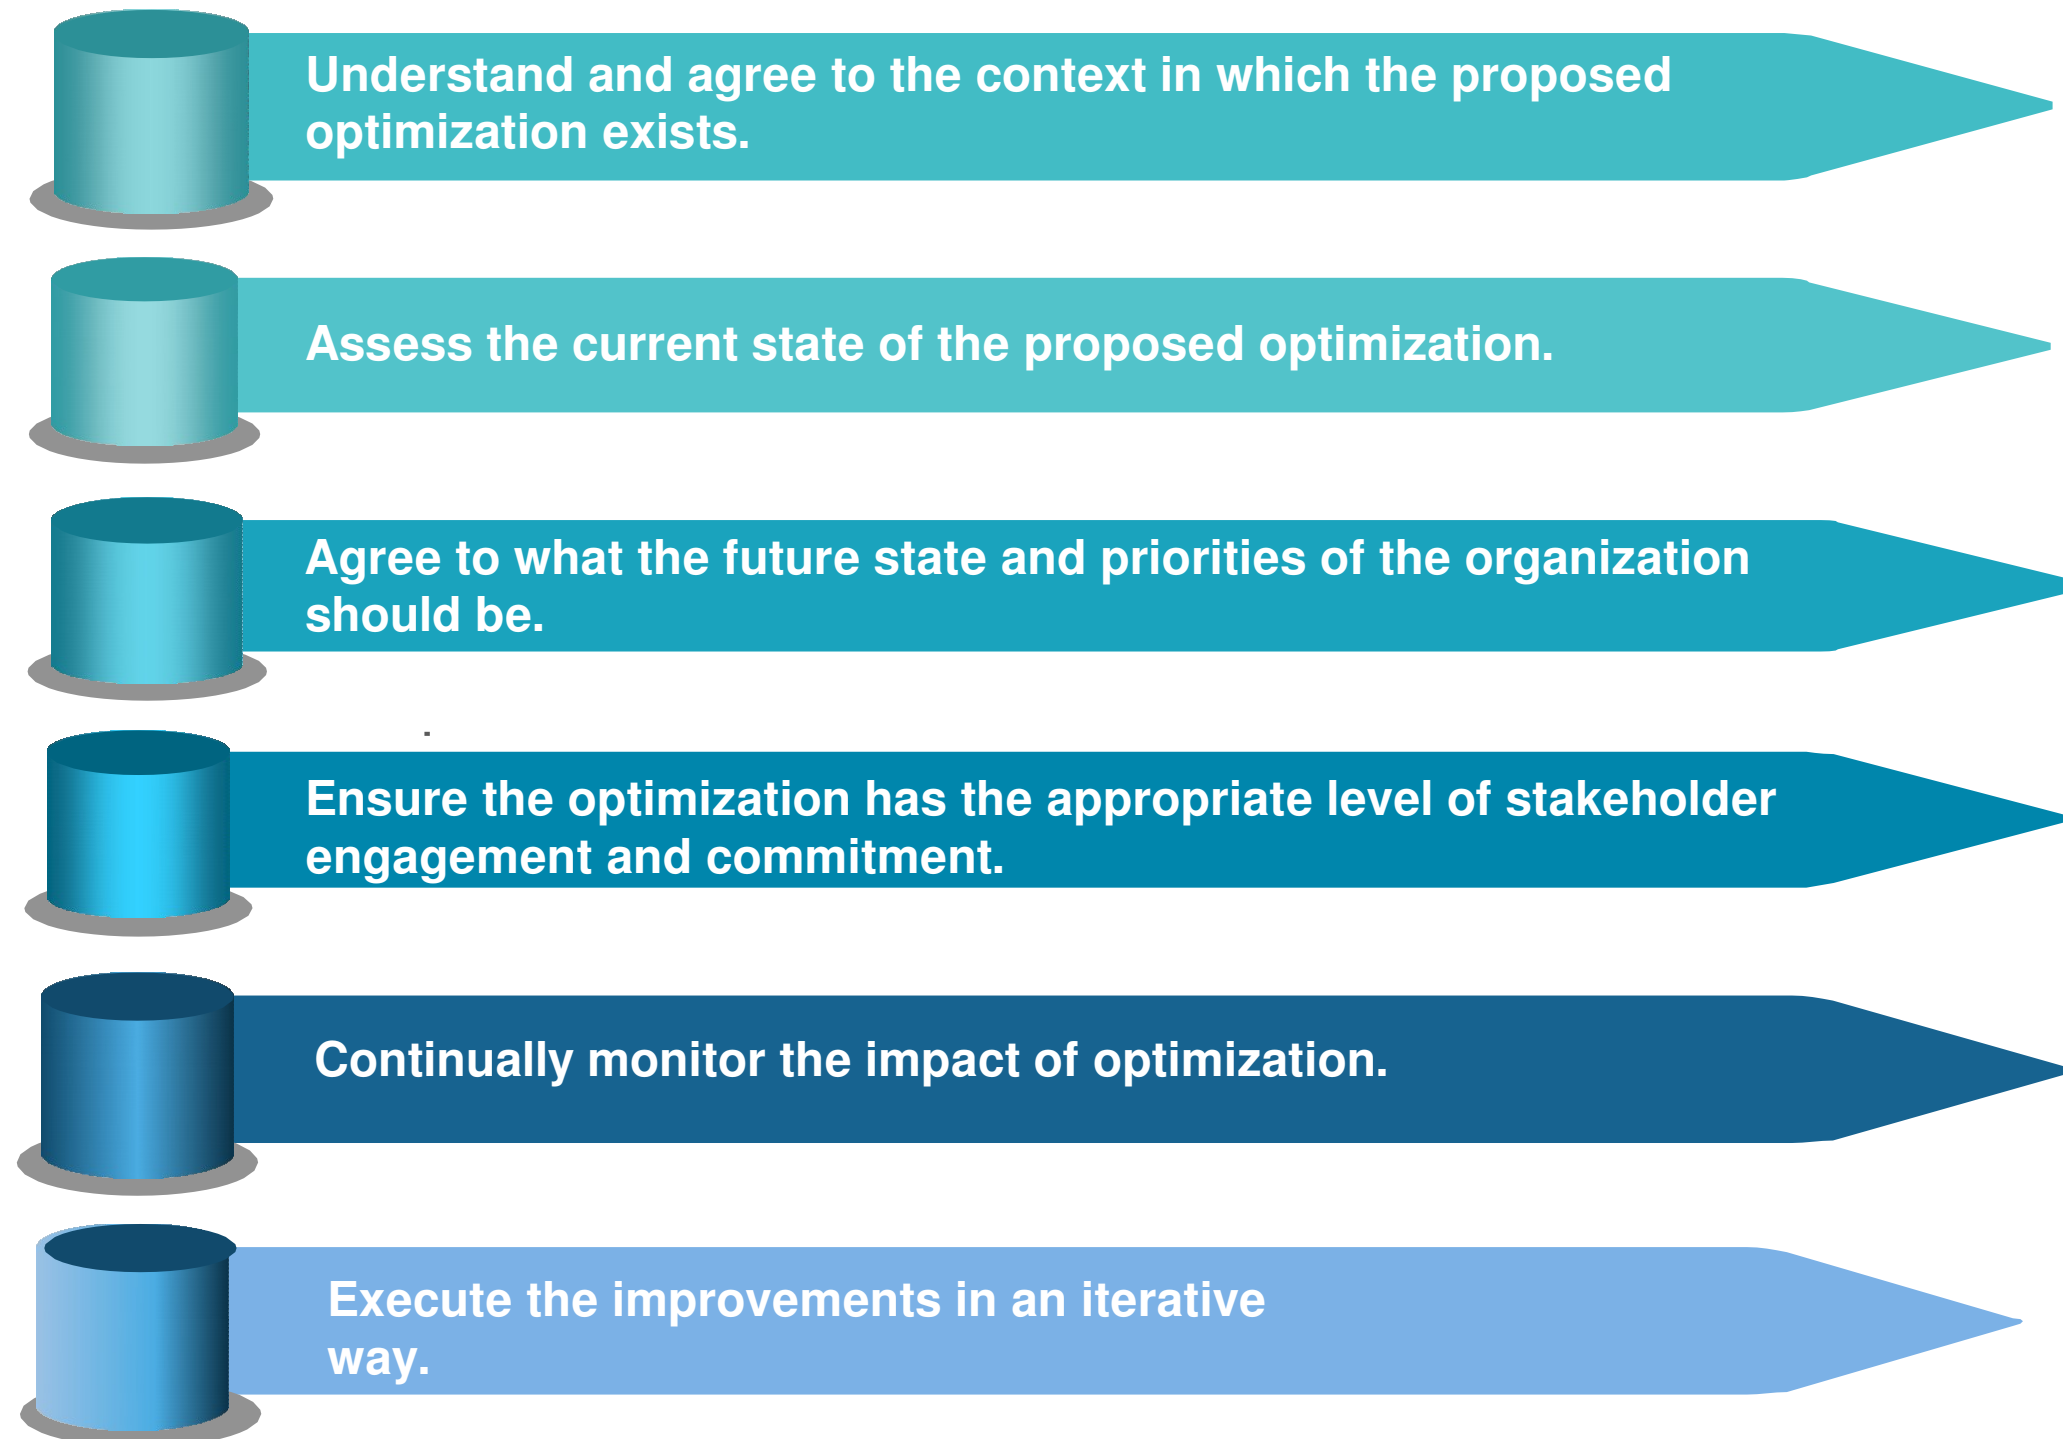 Understand and agree to the context in which the proposed
optimization exists.
Assess the current state of the proposed optimization.
Agree to what the future state and priorities of the organization
should be.
.
Ensure the optimization has the appropriate level of stakeholder
engagement and commitment.
Continually monitor the impact of optimization.
Execute the improvements in an iterative
way.